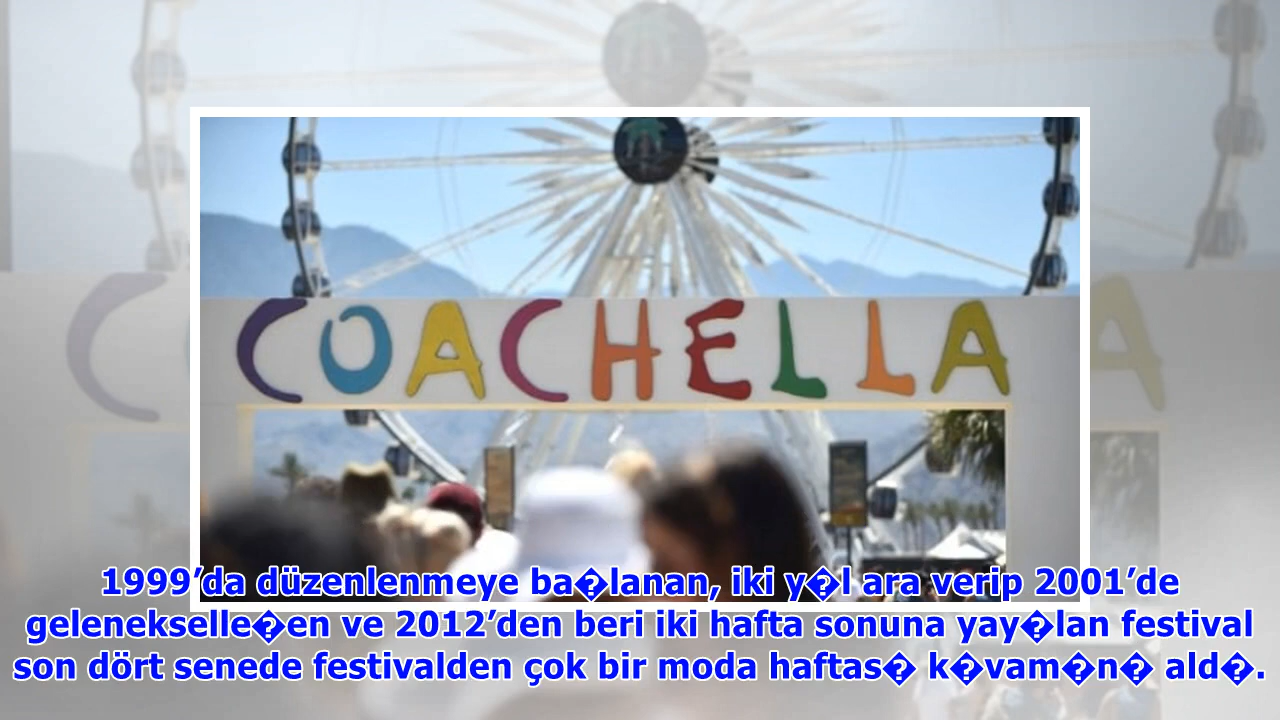 COACHELLA
1999’da düzenlenmeye ba�lanan, iki y�l ara verip 2001’de
gelenekselle�en ve 2012’den beri iki hafta sonuna yay�lan festival
son dört senede festivalden çok bir moda haftas� k�vam�n� ald�.